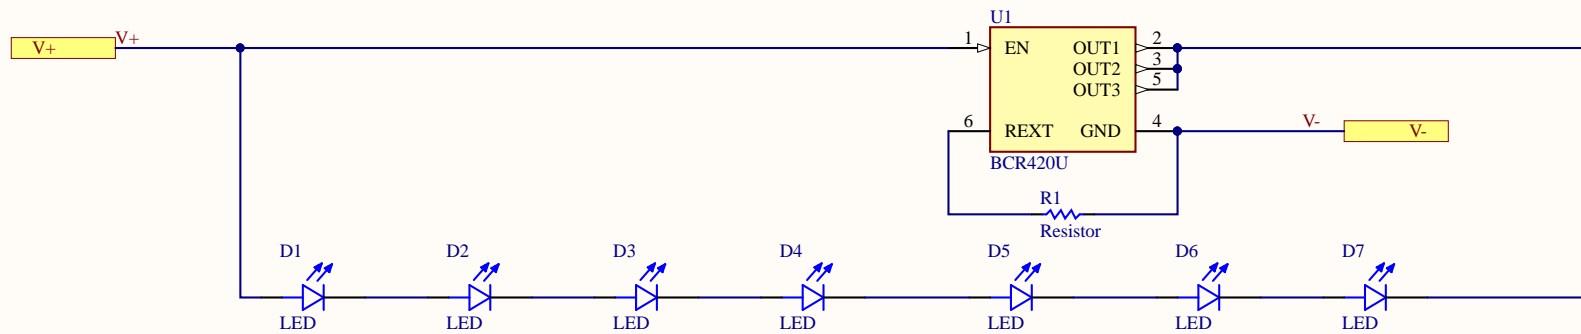 U1
V+
V+
1
EN
OUT1
2
OUT2
3
OUT3
5
6
REXT
GND
4
V-
V-
BCR420U
R1
Resistor
D1
D2
D3
D4
D5
D6
D7
LED
LED
LED
LED
LED
LED
LED